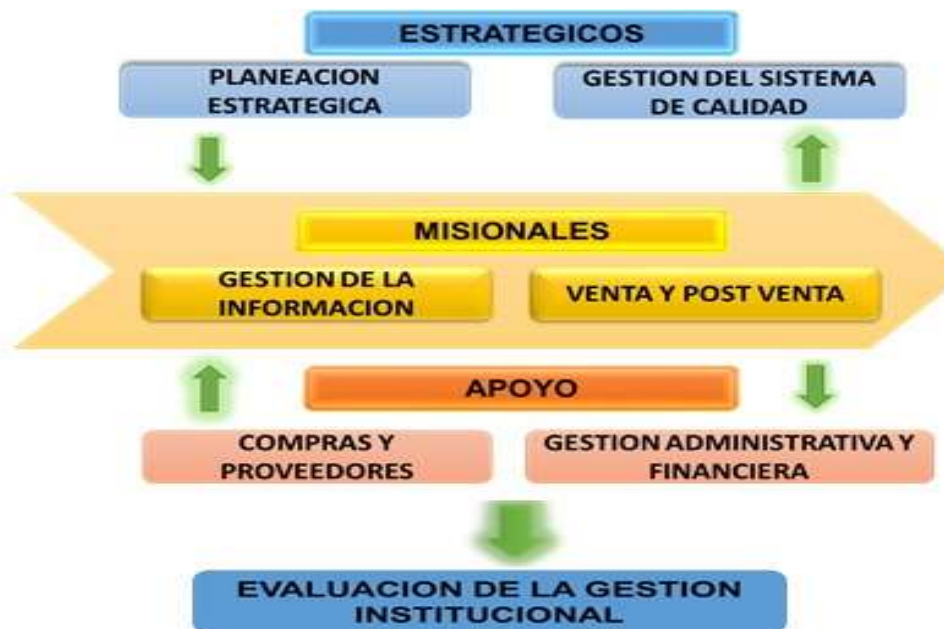 ESTRATEGICOS
PLANEACION
ESTRATEGICA
GESTION DEL SISTEMA
DE CALIDAD
MISIONALES
GESTION DE LA
INFORMACION
VENTA Y POST VENTA
APOYO
COMPRAS Y
PROVEEDORES
GESTION ADMINISTRATIVA Y
FINANCIERA
EVALUACION DE LA GESTION
INSTITUCIONAL